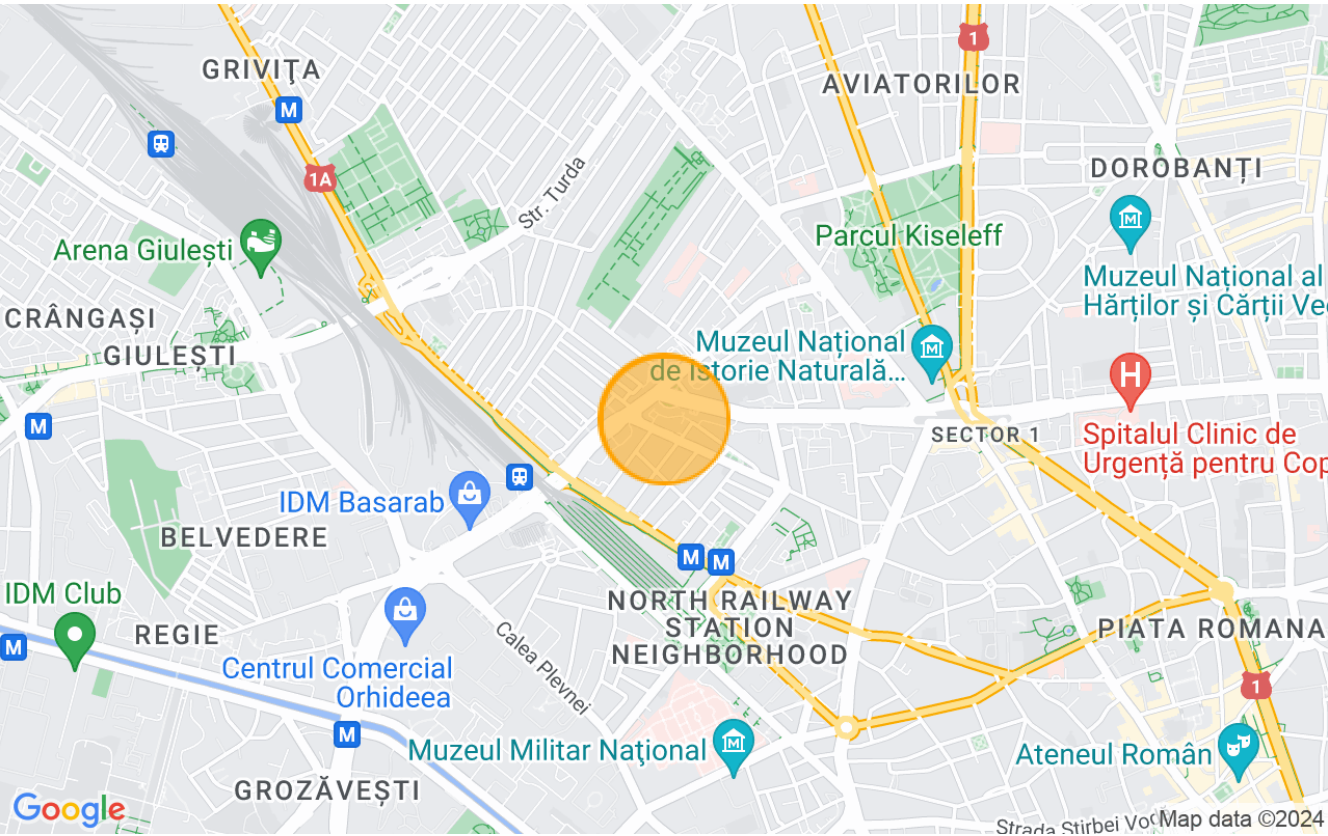 1
GRIVIŢA
AVIATORILOR
M
DOROBANȚI
1A
Str. Turda
M
Arena Giulești
Parcul Kiseleff
Muzeul Național al
Hărților și Cărții Vec
CRÂNGAȘI
GIULEȘTI
Muzeul Național
de Istorie Naturală...
M
H
M
SECTOR 1
Spitalul Clinic de
Urgență pentru Cop
IDM Basarab
BELVEDERE
M
M
IDM Club
NORTH RAILWAY
STATION
NEIGHBORHOOD
PIATA ROMANA
M
REGIE
Calea Plevnei
Centrul Comercial
Orhideea
1
M
Muzeul Militar Naţional
M
Ateneul Român
GROZĂVEȘTI
Google
Strada Știrbei Vod
Map data ©2024